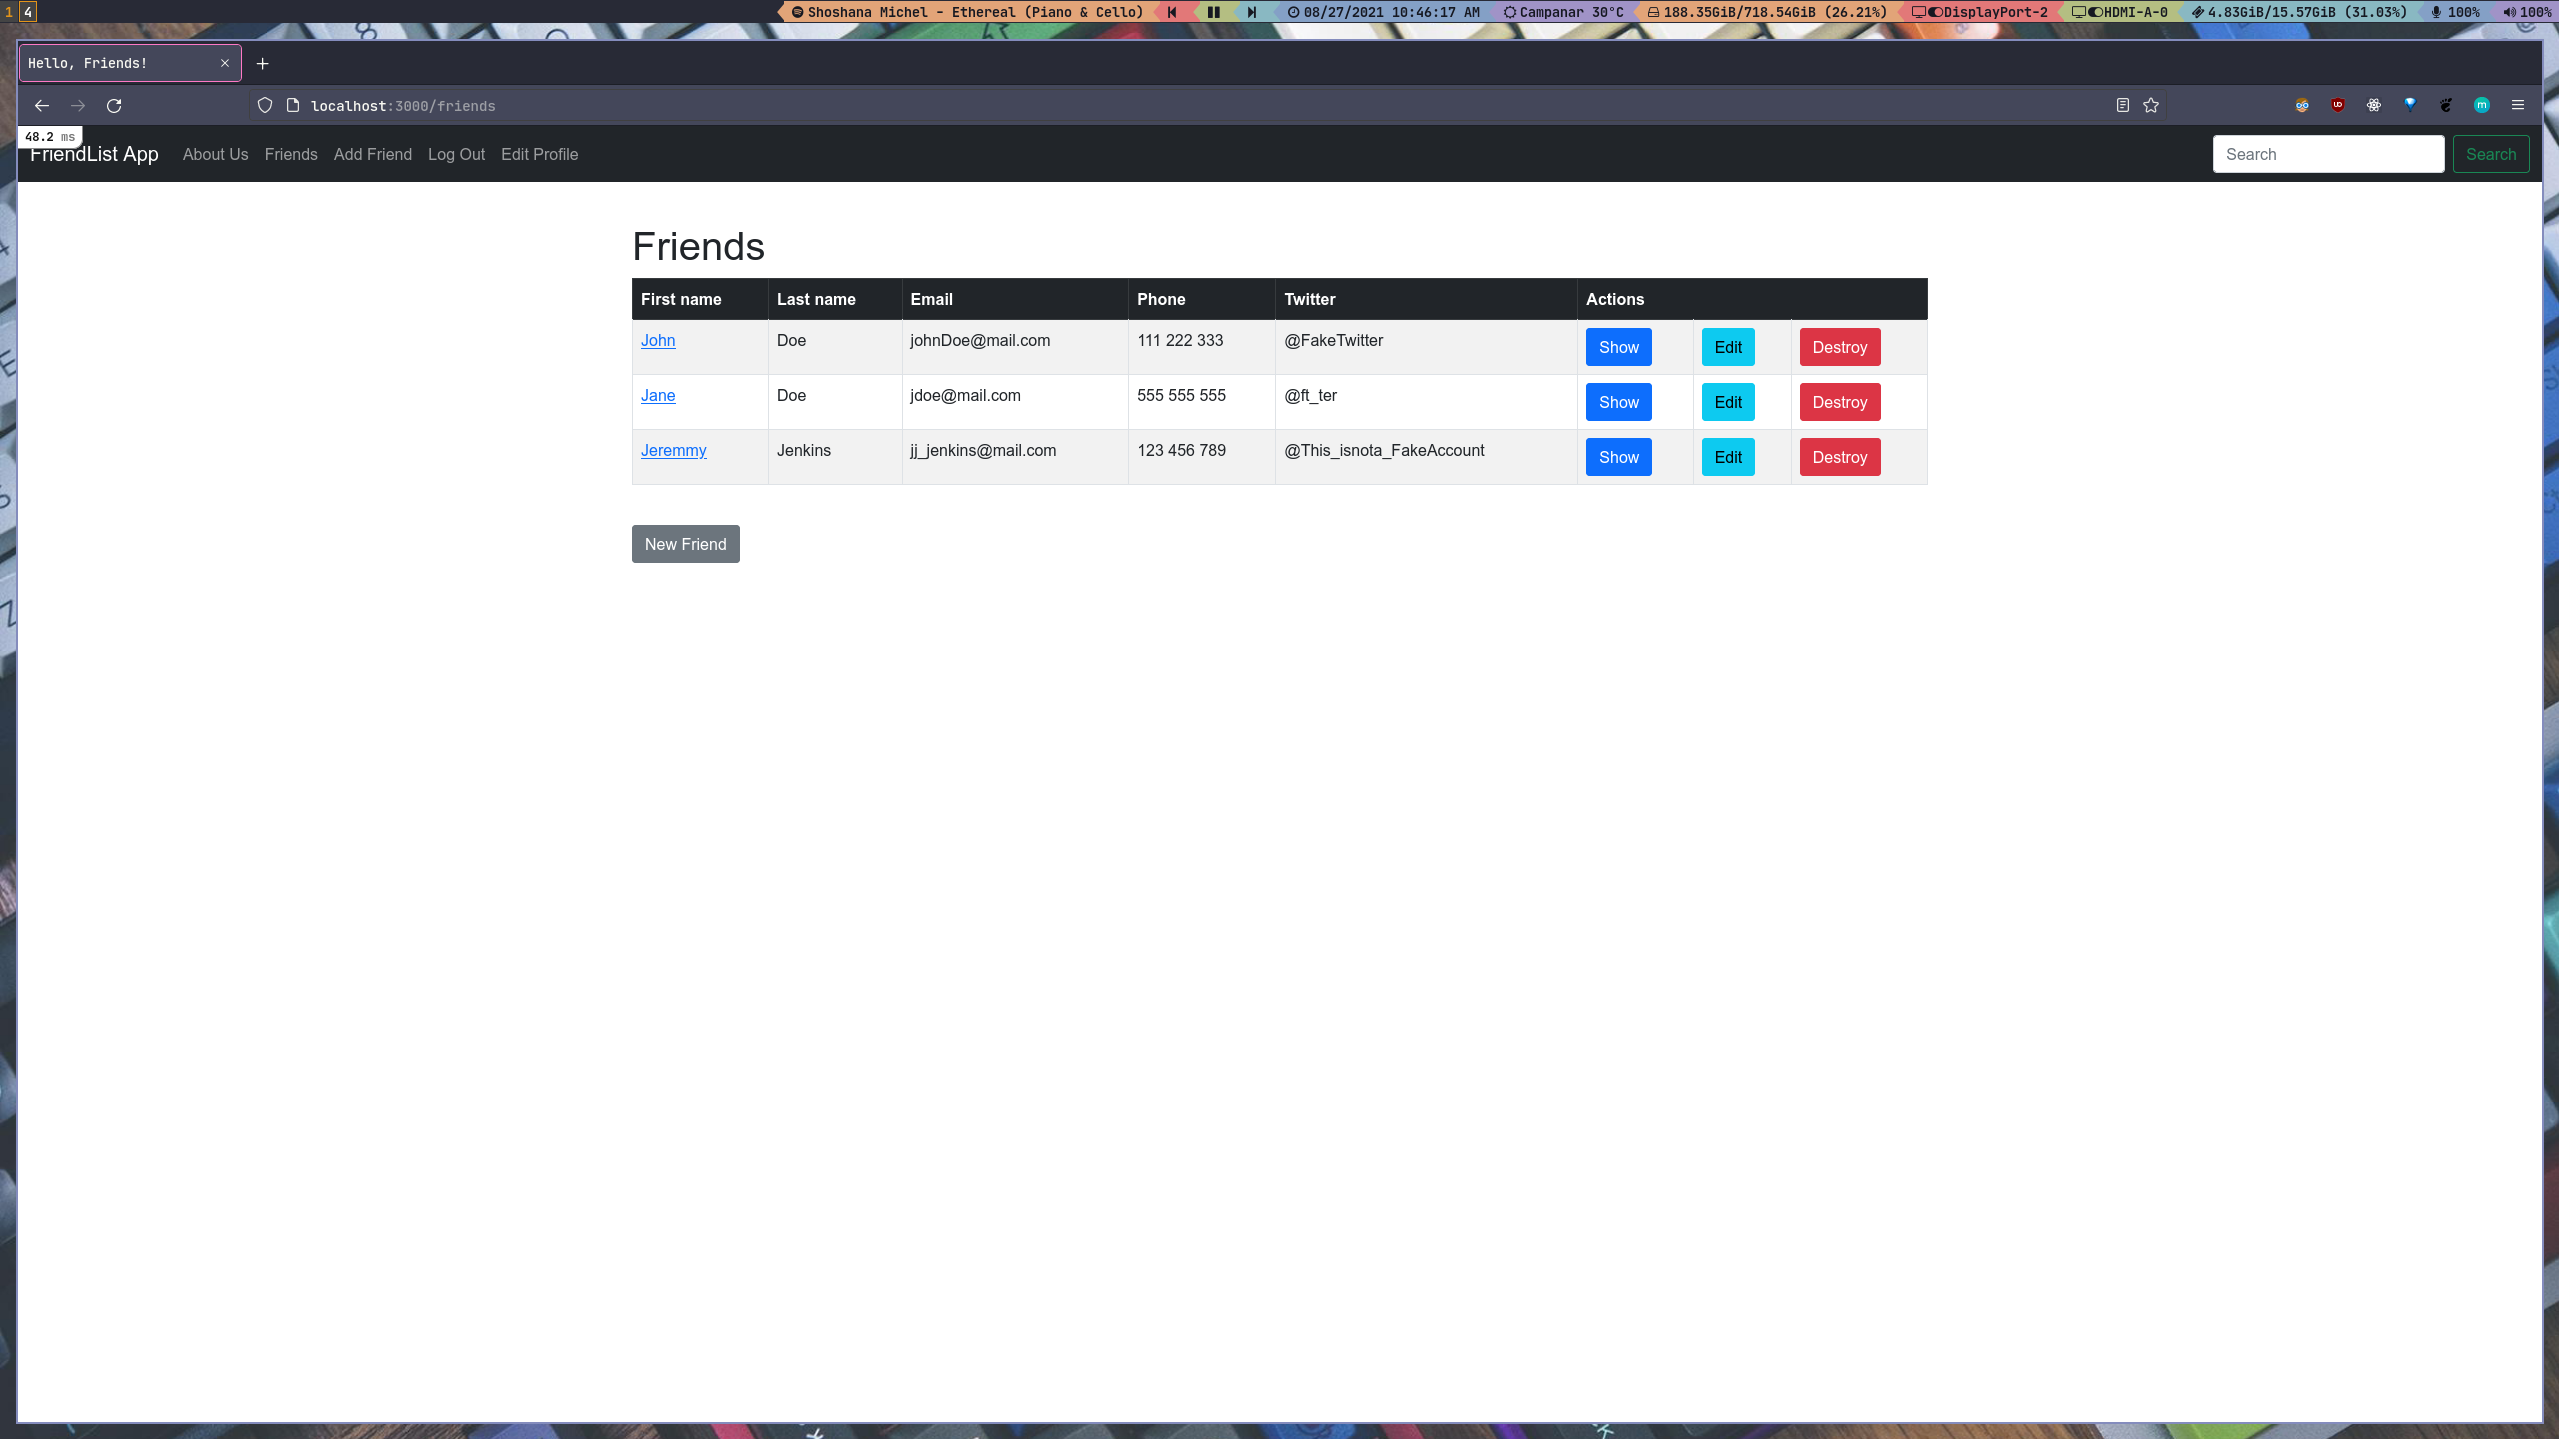 1 4 Shoshana Michel - Ethereal (Piano & Cello) 08/27/2021 10:46:17 AM Campanar 30°C 188.35GiB/718.54GiB (26.21%) DisplayPort-2 HDMI-A-0 4.83GiB/15.57GiB (31.03%) 100% 100%
Hello, Friends!
localhost:3000/friends
48.2 ms
FriendList App About Us Friends Add Friend Log Out Edit Profile Search Search
Friends
First name Last name Email Phone Twitter Actions
John Doe johnDoe@mail.com 111 222 333 @FakeTwitter Show Edit Destroy
Jane Doe jdoe@mail.com 555 555 555 @ft_ter Show Edit Destroy
Jeremmy Jenkins jj_jenkins@mail.com 123 456 789 @This_isnota_FakeAccount Show Edit Destroy
New Friend